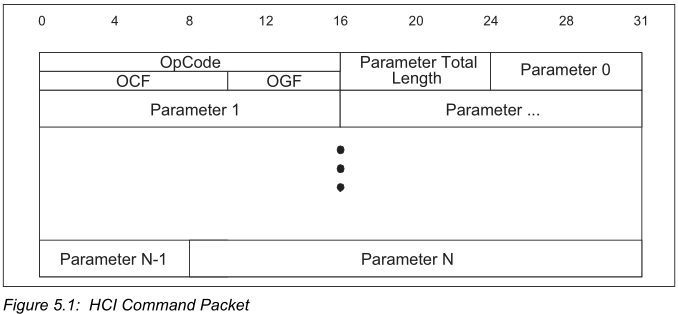 0 4 8 12 16 20 24 28 31
OpCode
OCF OGF
Parameter Total
Length
Parameter 0
Parameter 1 Parameter ...
Parameter N-1 Parameter N
Figure 5.1: HCI Command Packet